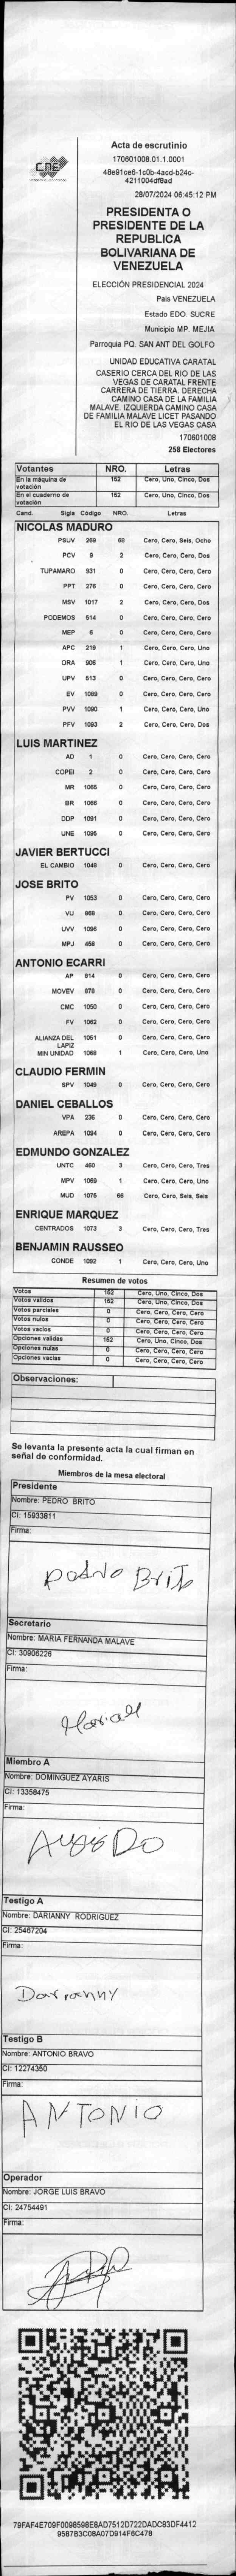 CNE
Acta de escrutinio
170601008.01.1.0001
48e91ce6-1c0b-4acd-b24c-
4211004df8ad
28/07/2024 06:45:12 PM
PRESIDENTA O
PRESIDENTE DE LA
REPUBLICA
BOLIVARIANA DE
VENEZUELA
ELECCIÓN PRESIDENCIAL 2024
Pais VENEZUELA
Estado EDO. SUCRE
Municipio MP. MEJIA
Parroquia PQ. SAN ANT DEL GOLFO
UNIDAD EDUCATIVA CARATAL
CASERIO CERCA DEL RIO DE LAS
VEGAS DE CARATAL FRENTE
CARRERA DE TIERRA. DERECHA
CAMINO CASA DE LA FAMILIA
MALAVE. IZQUIERDA CAMINO CASA
DE FAMILIA MALAVE LICET PASANDO
EL RIO DE LAS VEGAS CASA
170601008
258 Electores
Votantes NRO. Letras
En la máquina de votación 152 Cero, Uno, Cinco, Dos
En el cuaderno de votación 152 Cero, Uno, Cinco, Dos
Cand. Sigla Código NRO. Letras
NICOLAS MADURO
PSUV 269 68 Cero, Cero, Seis, Ocho
PCV 9 2 Cero, Cero, Cero, Dos
TUPAMARO 931 0 Cero, Cero, Cero, Cero
PPT 276 0 Cero, Cero, Cero, Cero
MSV 1017 2 Cero, Cero, Cero, Dos
PODEMOS 514 0 Cero, Cero, Cero, Cero
MEP 6 0 Cero, Cero, Cero, Cero
APC 219 1 Cero, Cero, Cero, Uno
ORA 906 1 Cero, Cero, Cero, Uno
UPV 513 0 Cero, Cero, Cero, Cero
EV 1089 0 Cero, Cero, Cero, Cero
PVV 1090 1 Cero, Cero, Cero, Uno
PFV 1093 2 Cero, Cero, Cero, Dos
LUIS MARTINEZ
AD 1 0 Cero, Cero, Cero, Cero
COPEI 2 0 Cero, Cero, Cero, Cero
MR 1065 0 Cero, Cero, Cero, Cero
BR 1066 0 Cero, Cero, Cero, Cero
DDP 1091 0 Cero, Cero, Cero, Cero
UNE 1095 0 Cero, Cero, Cero, Cero
JAVIER BERTUCCI
EL CAMBIO 1048 0 Cero, Cero, Cero, Cero
JOSE BRITO
PV 1053 0 Cero, Cero, Cero, Cero
VU 868 0 Cero, Cero, Cero, Cero
UVV 1096 0 Cero, Cero, Cero, Cero
MPJ 458 0 Cero, Cero, Cero, Cero
ANTONIO ECARRI
AP 814 0 Cero, Cero, Cero, Cero
MOVEV 878 0 Cero, Cero, Cero, Cero
CMC 1050 0 Cero, Cero, Cero, Cero
FV 1062 0 Cero, Cero, Cero, Cero
ALIANZA DEL LAPIZ 1051 0 Cero, Cero, Cero, Cero
MIN UNIDAD 1068 1 Cero, Cero, Cero, Uno
CLAUDIO FERMIN
SPV 1049 0 Cero, Cero, Cero, Cero
DANIEL CEBALLOS
VPA 236 0 Cero, Cero, Cero, Cero
AREPA 1094 0 Cero, Cero, Cero, Cero
EDMUNDO GONZALEZ
UNTC 460 3 Cero, Cero, Cero, Tres
MPV 1069 1 Cero, Cero, Cero, Uno
MUD 1076 66 Cero, Cero, Seis, Seis
ENRIQUE MARQUEZ
CENTRADOS 1073 3 Cero, Cero, Cero, Tres
BENJAMIN RAUSSEO
CONDE 1092 1 Cero, Cero, Cero, Uno
Resumen de votos
Votos 152 Cero, Uno, Cinco, Dos
Votos validos 152 Cero, Uno, Cinco, Dos
Votos parciales 0 Cero, Cero, Cero, Cero
Votos nulos 0 Cero, Cero, Cero, Cero
Votos vacios 0 Cero, Cero, Cero, Cero
Opciones validas 152 Cero, Uno, Cinco, Dos
Opciones nulas 0 Cero, Cero, Cero, Cero
Opciones vacias 0 Cero, Cero, Cero, Cero
Observaciones:
Se levanta la presente acta la cual firman en
señal de conformidad.
Miembros de la mesa electoral
Presidente
Nombre: PEDRO BRITO
CI: 15933811
Firma:
Pedro Brito
Secretario
Nombre: MARIA FERNANDA MALAVE
CI: 30906226
Firma:
Miembro A
Nombre: DOMINGUEZ AYARIS
CI: 13358475
Firma:
Testigo A
Nombre: DARIANNY RODRIGUEZ
CI: 25467204
Firma:
Darianny
Testigo B
Nombre: ANTONIO BRAVO
CI: 12274350
Firma:
ANTONIO
Operador
Nombre: JORGE LUIS BRAVO
CI: 24754491
Firma:
79FAF4E709F0098598E8AD7512D722DADC83DF4412
9587B3C08A07D914F6C478